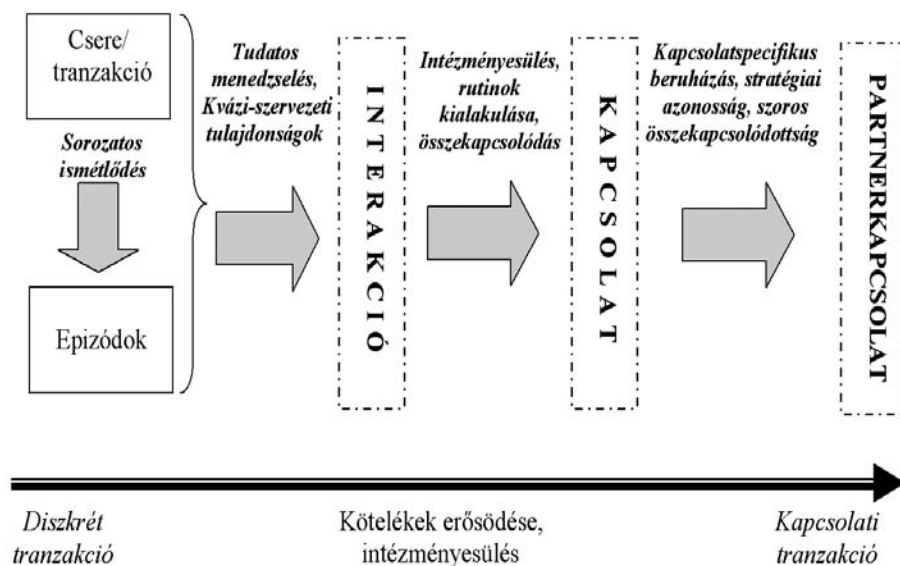 Csere/
tranzakció
Sorozatos
ismétlődés
Epizódok
Tudatos
menedzselés,
Kvázi-szervezeti
tulajdonságok
INTERAKCIÓ
Intézményesülés,
rutinok
kialakulása,
összekapcsolódás
KAPCSOLAT
Kapcsolatspecifikus
beruházás, stratégiai
azonosság, szoros
összekapcsolódottság
PARTNERKAPCSOLAT
Diszkrét
tranzakció
Kötelékek erősödése,
intézményesülés
Kapcsolati
tranzakció